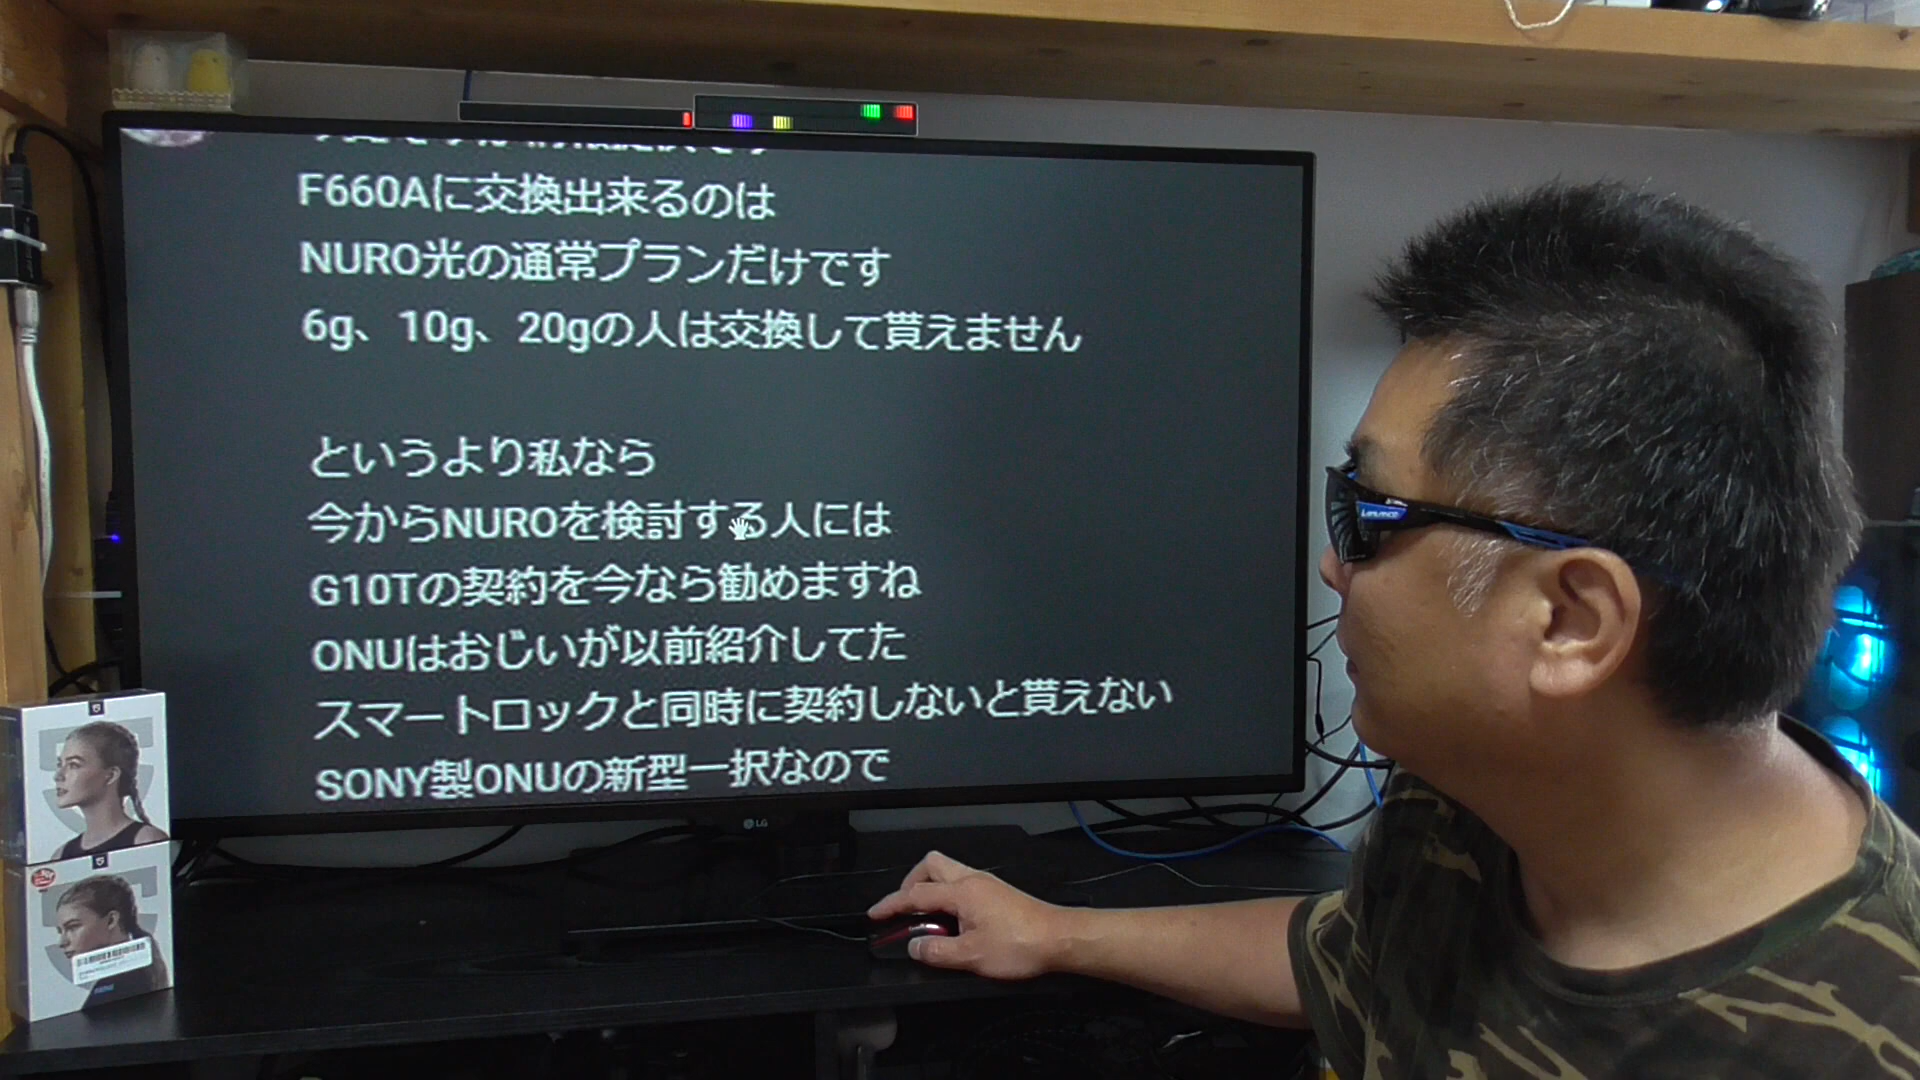 F660Aに交換出来るのは
NURO光の通常プランだけです
6g、10g、20gの人は交換して貰えません
というより私なら
今からNUROを検討する人には
G10Tの契約を今なら勧めますね
ONUはおじいが以前紹介してた
スマートロックと同時に契約しないと貰えない
SONY製ONUの新型一択なので
LG